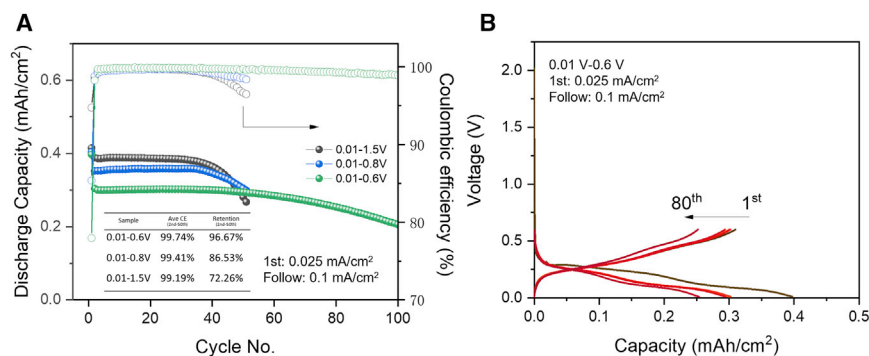 A
Discharge Capacity (mAh/cm²)
0.6
0.4
0.2
0.0
0
20
40
60
80
100
Cycle No.
100
90
80
70
Coulombic efficiency (%)
0.01-1.5V
0.01-0.8V
0.01-0.6V
Sample Ave CE Retention
(2nd-50th) (2nd-50th)
0.01-0.6V 99.74% 96.67%
0.01-0.8V 99.41% 86.53%
0.01-1.5V 99.19% 72.26%
1st: 0.025 mA/cm²
Follow: 0.1 mA/cm²
B
Voltage (V)
2.0
1.5
1.0
0.5
0.0
0.0
0.1
0.2
0.3
0.4
0.5
Capacity (mAh/cm²)
0.01 V-0.6 V
1st: 0.025 mA/cm²
Follow: 0.1 mA/cm²
80th 1st